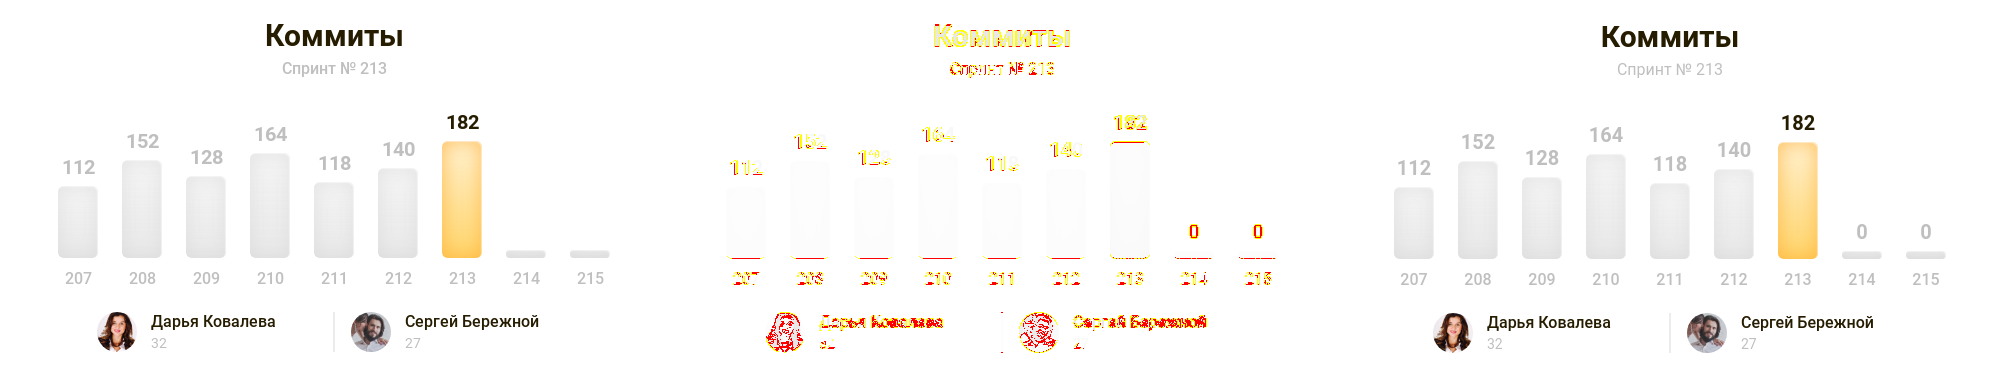 Коммиты
Спринт № 213
112 152 128 164 118 140 182
207 208 209 210 211 212 213 214 215
Дарья Ковалева
32
Сергей Бережной
27
Коммиты
Спринт № 213
112 152 128 164 118 140 182 0 0
207 208 209 210 211 212 213 214 215
Дарья Ковалева
32
Сергей Бережной
27
Коммиты
Спринт № 213
112 152 128 164 118 140 182 0 0
207 208 209 210 211 212 213 214 215
Дарья Ковалева
32
Сергей Бережной
27